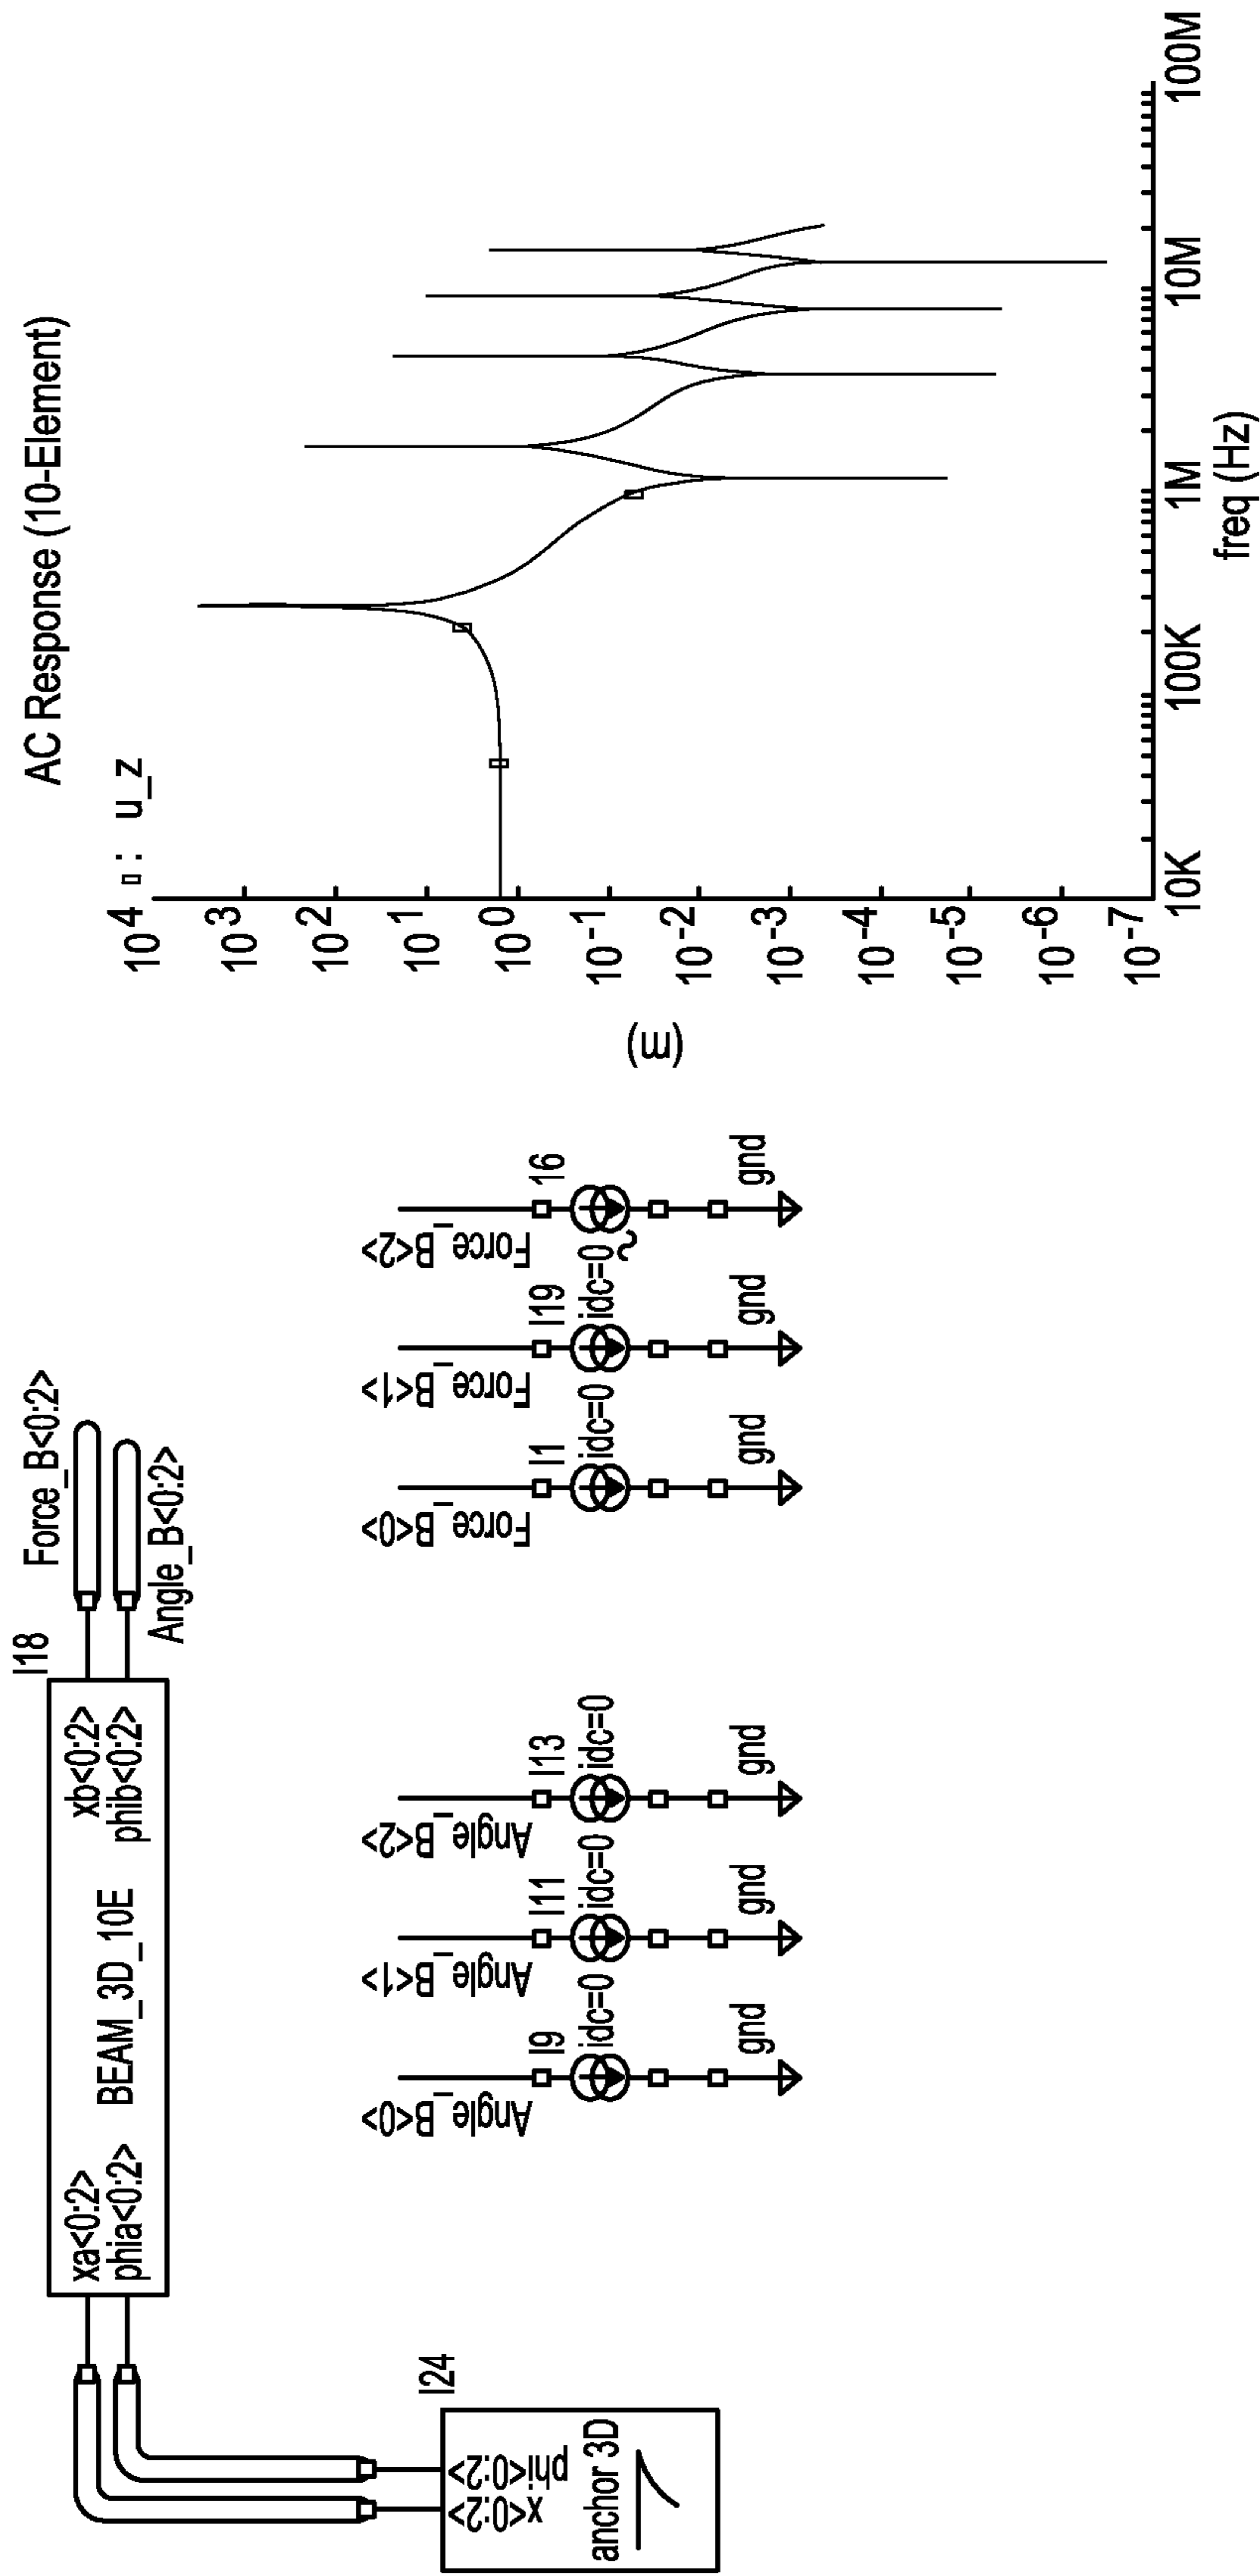 I18
xa<0:2>
phia<0:2>
BEAM_3D_10E
xb<0:2>
phib<0:2>
Force_B<0:2>
Angle_B<0:2>
I24
x<0:2>
phi<0:2>
anchor 3D
Angle_B<0>
I9
idc=0
gnd
Angle_B<1>
I11
idc=0
gnd
Angle_B<2>
I13
idc=0
gnd
Force_B<0>
I1
idc=0
gnd
Force_B<1>
I19
idc=0
gnd
Force_B<2>
16
gnd
AC Response (10-Element)
: u_z
10 4
10 3
10 2
10 1
10 0
10 -1
10 -2
10 -3
10 -4
10 -5
10 -6
10 -7
(m)
10K
100K
1M
10M
100M
freq (Hz)